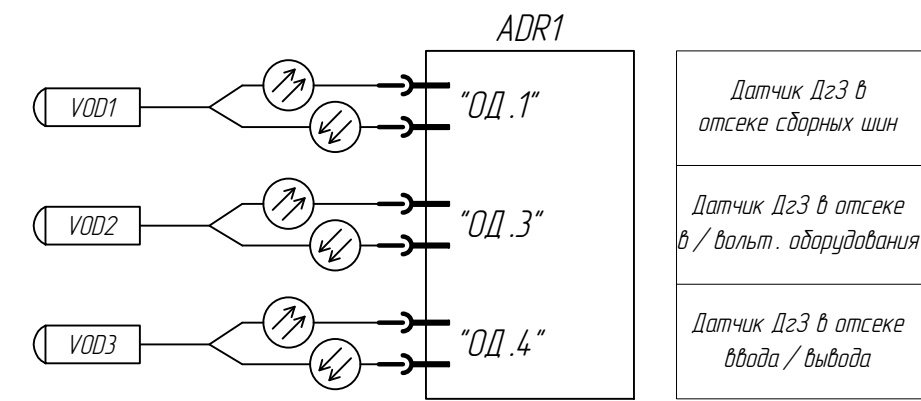 ADR1
VOD1
"ОД.1"
Датчик ДгЗ в
отсеке сборных шин
VOD2
"ОД.3"
Датчик ДгЗ в отсеке
в / вольт. оборудования
VOD3
"ОД.4"
Датчик ДгЗ в отсеке
ввода / вывода